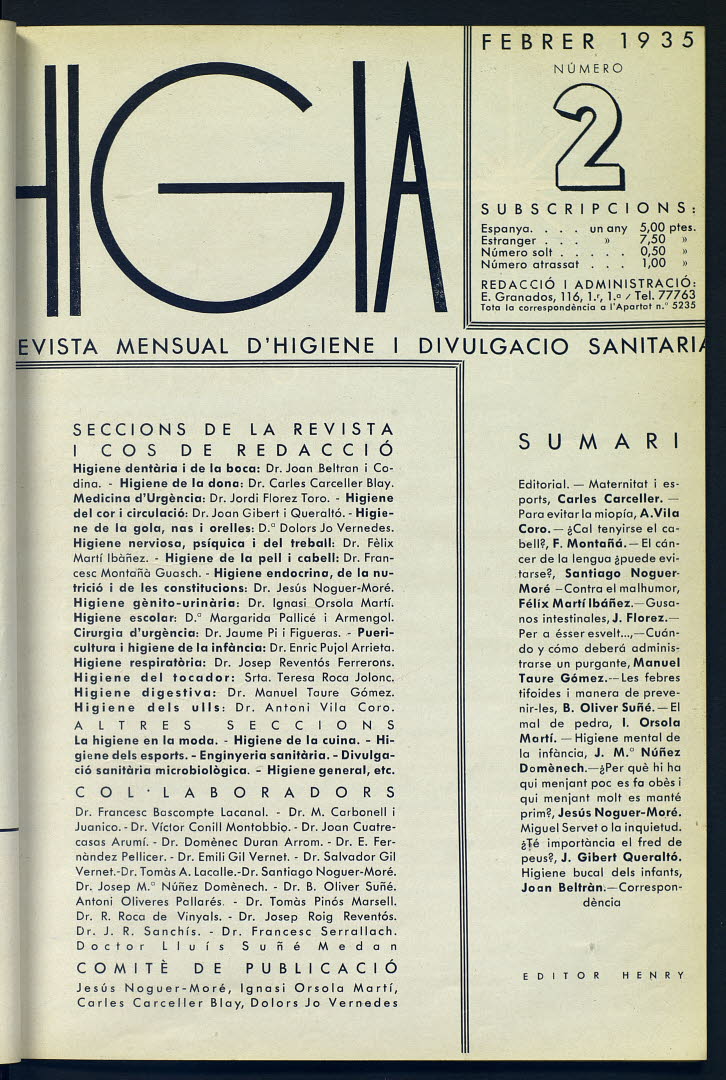 HIGIA
FEBRER 1935
NÚMERO
2
SUBSCRIPCIONS:
Espanya. . . . un any 5,00 ptes.
Estranger . . . » 7,50 »
Número solt . . . . . 0,50 »
Número atrassat . . . 1,00 »
REDACCIÓ I ADMINISTRACIÓ:
E. Granados, 116, 1.r, 1.a / Tel. 77763
Tota la correspondència a l'Apartat n.º 5235
EVISTA MENSUAL D'HIGIENE I DIVULGACIO SANITARIA
SECCIONS DE LA REVISTA
I COS DE REDACCIÓ
Higiene dentària i de la boca: Dr. Joan Beltran i Co-
dina. - Higiene de la dona: Dr. Carles Carceller Blay.
Medicina d'Urgència: Dr. Jordi Florez Toro. - Higiene
del cor i circulació: Dr. Joan Gibert i Queraltó. - Higie-
ne de la gola, nas i orelles: D.ª Dolors Jo Vernedes.
Higiene nerviosa, psíquica i del treball: Dr. Fèlix
Martí Ibàñez. - Higiene de la pell i cabell: Dr. Fran-
cesc Montañà Guasch. - Higiene endocrina, de la nu-
trició i de les constitucions: Dr. Jesús Noguer-Moré.
Higiene gènito-urinària: Dr. Ignasi Orsola Martí.
Higiene escolar: D.ª Margarida Pallicé i Armengol.
Cirurgia d'urgència: Dr. Jaume Pi i Figueras. - Pueri-
cultura i higiene de la infància: Dr. Enric Pujol Arrieta.
Higiene respiratòria: Dr. Josep Reventós Ferrerons.
Higiene del tocador: Srta. Teresa Roca Jolonc.
Higiene digestiva: Dr. Manuel Taure Gómez.
Higiene dels ulls: Dr. Antoni Vila Coro.
ALTRES SECCIONS
La higiene en la moda. - Higiene de la cuina. - Hi-
giene dels esports. - Enginyeria sanitària. - Divulga-
ció sanitària microbiològica. - Higiene general, etc.
COL·LABORADORS
Dr. Francesc Bascompte Lacanal. - Dr. M. Carbonell i
Juanico. - Dr. Víctor Conill Montobbio. - Dr. Joan Cuatre-
casas Arumí. - Dr. Domènec Duran Arrom. - Dr. E. Fer-
nàndez Pellicer. - Dr. Emili Gil Vernet. - Dr. Salvador Gil
Vernet.-Dr. Tomàs A. Lacalle.-Dr. Santiago Noguer-Moré.
Dr. Josep M.ª Núñez Domènech. - Dr. B. Oliver Suñé.
Antoni Oliveres Pallarés. - Dr. Tomàs Pinós Marsell.
Dr. R. Roca de Vinyals. - Dr. Josep Roig Reventós.
Dr. J. R. Sanchís. - Dr. Francesc Serrallach.
Doctor Lluís Suñé Medan
COMITÈ DE PUBLICACIÓ
Jesús Noguer-Moré, Ignasi Orsola Martí,
Carles Carceller Blay, Dolors Jo Vernedes
SUMARI
Editorial. — Maternitat i es-
ports, Carles Carceller. —
Para evitar la miopía, A. Vila
Coro. — ¿Cal tenyirse el ca-
bell?, F. Montañá. — El cán-
cer de la lengua ¿puede evi-
tarse?, Santiago Noguer-
Moré —Contra el malhumor,
Félix Martí Ibáñez.— Gusa-
nos intestinales, J. Florez.—
Per a ésser esvelt...,—Cuán-
do y cómo deberá adminis-
trarse un purgante, Manuel
Taure Gómez.—Les febres
tifoides i manera de preve-
nir-les, B. Oliver Suñé. — El
mal de pedra, I. Orsola
Martí. — Higiene mental de
la infància, J. M.ª Núñez
Domènech.—¿Per què hi ha
qui menjant poc es fa obès i
qui menjant molt es manté
prim?, Jesús Noguer-Moré.
Miguel Servet o la inquietud.
¿Té importància el fred de
peus?, J. Gibert Queraltó.
Higiene bucal dels infants,
Joan Beltràn.—Correspon-
dència
EDITOR HENRY